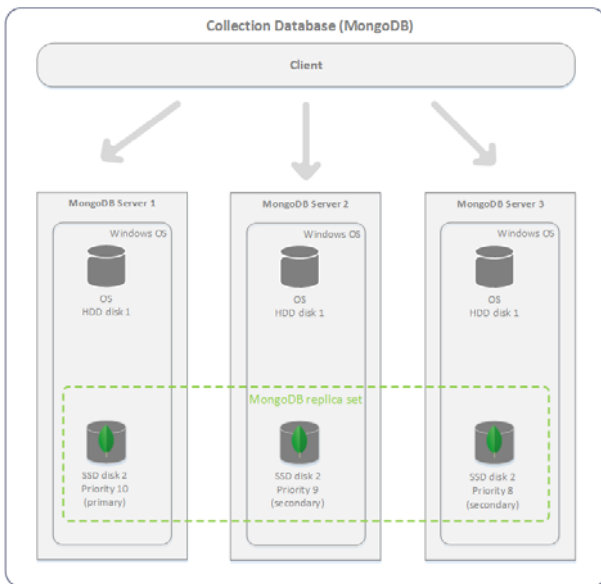 Collection Database (MongoDB)
Client
MongoDB Server 1
Windows OS
OS
HDD disk 1
SSD disk 2
Priority 10
(primary)
MongoDB Server 2
Windows OS
OS
HDD disk 1
MongoDB replica set
SSD disk 2
Priority 9
(secondary)
MongoDB Server 3
Windows OS
OS
HDD disk 1
SSD disk 2
Priority 8
(secondary)